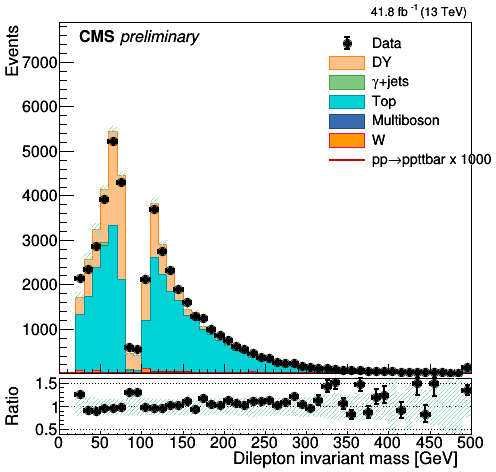 41.8 fb⁻¹ (13 TeV)
CMS preliminary
Events
7000
6000
5000
4000
3000
2000
1000
Data
DY
γ+jets
Top
Multiboson
W
pp→ppttbar x 1000
Ratio
1.5
1
0.5
0 50 100 150 200 250 300 350 400 450 500
Dilepton invariant mass [GeV]